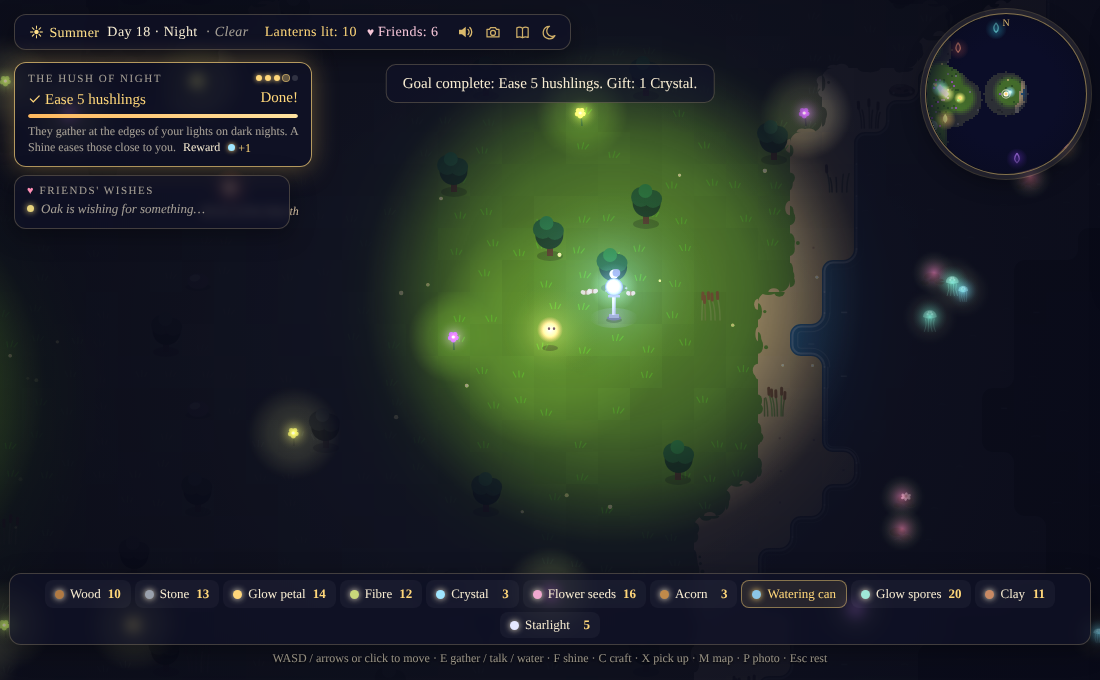 Summer Day 18 · Night · Clear Lanterns lit: 10 ♥ Friends: 6
N
THE HUSH OF NIGHT
✓ Ease 5 hushlings Done!
They gather at the edges of your lights on dark nights. A
Shine eases those close to you. Reward +1
Goal complete: Ease 5 hushlings. Gift: 1 Crystal.
♥ FRIENDS' WISHES
Oak is wishing for something…
Wood 10 Stone 13 Glow petal 14 Fibre 12 Crystal 3 Flower seeds 16 Acorn 3 Watering can Glow spores 20 Clay 11
Starlight 5
WASD / arrows or click to move · E gather / talk / water · F shine · C craft · X pick up · M map · P photo · Esc rest